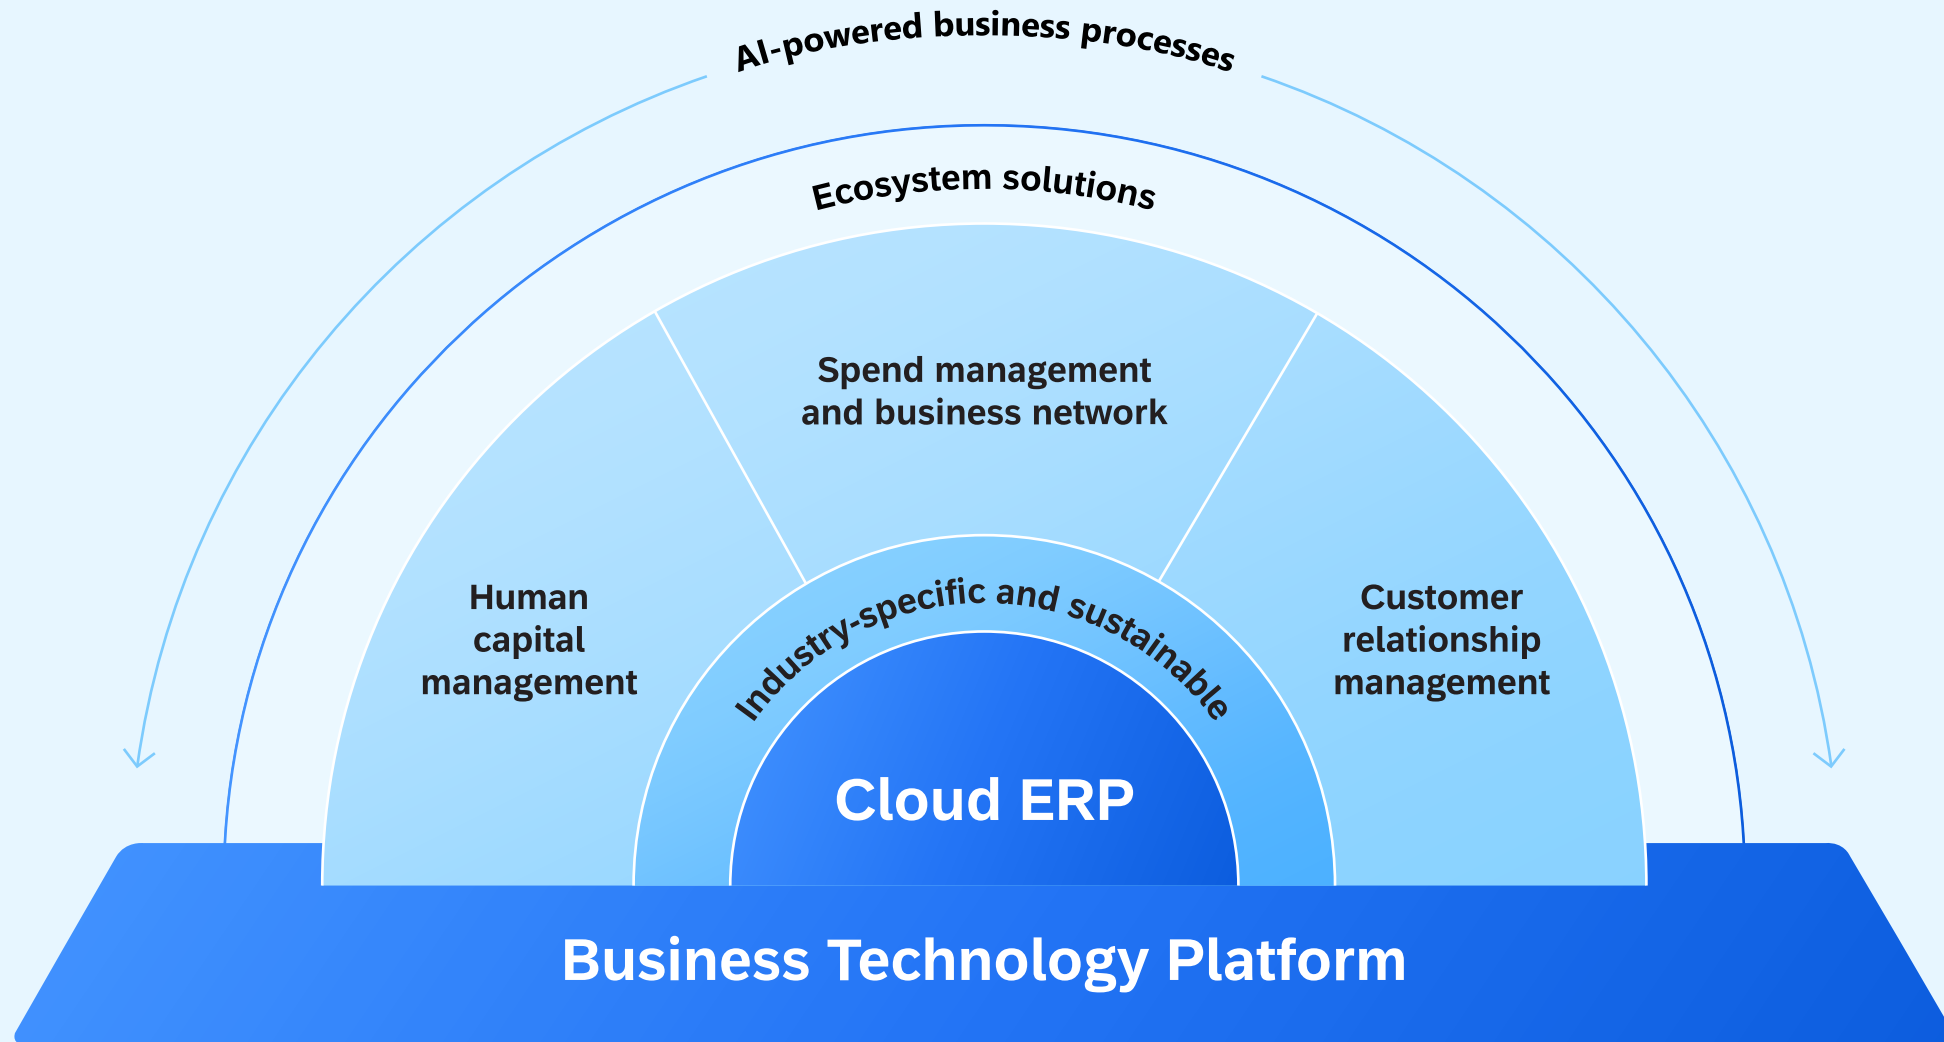 AI-powered business processes
Ecosystem solutions
Spend management
and business network
Human
capital
management
Customer
relationship
management
Industry-specific and sustainable
Cloud ERP
Business Technology Platform